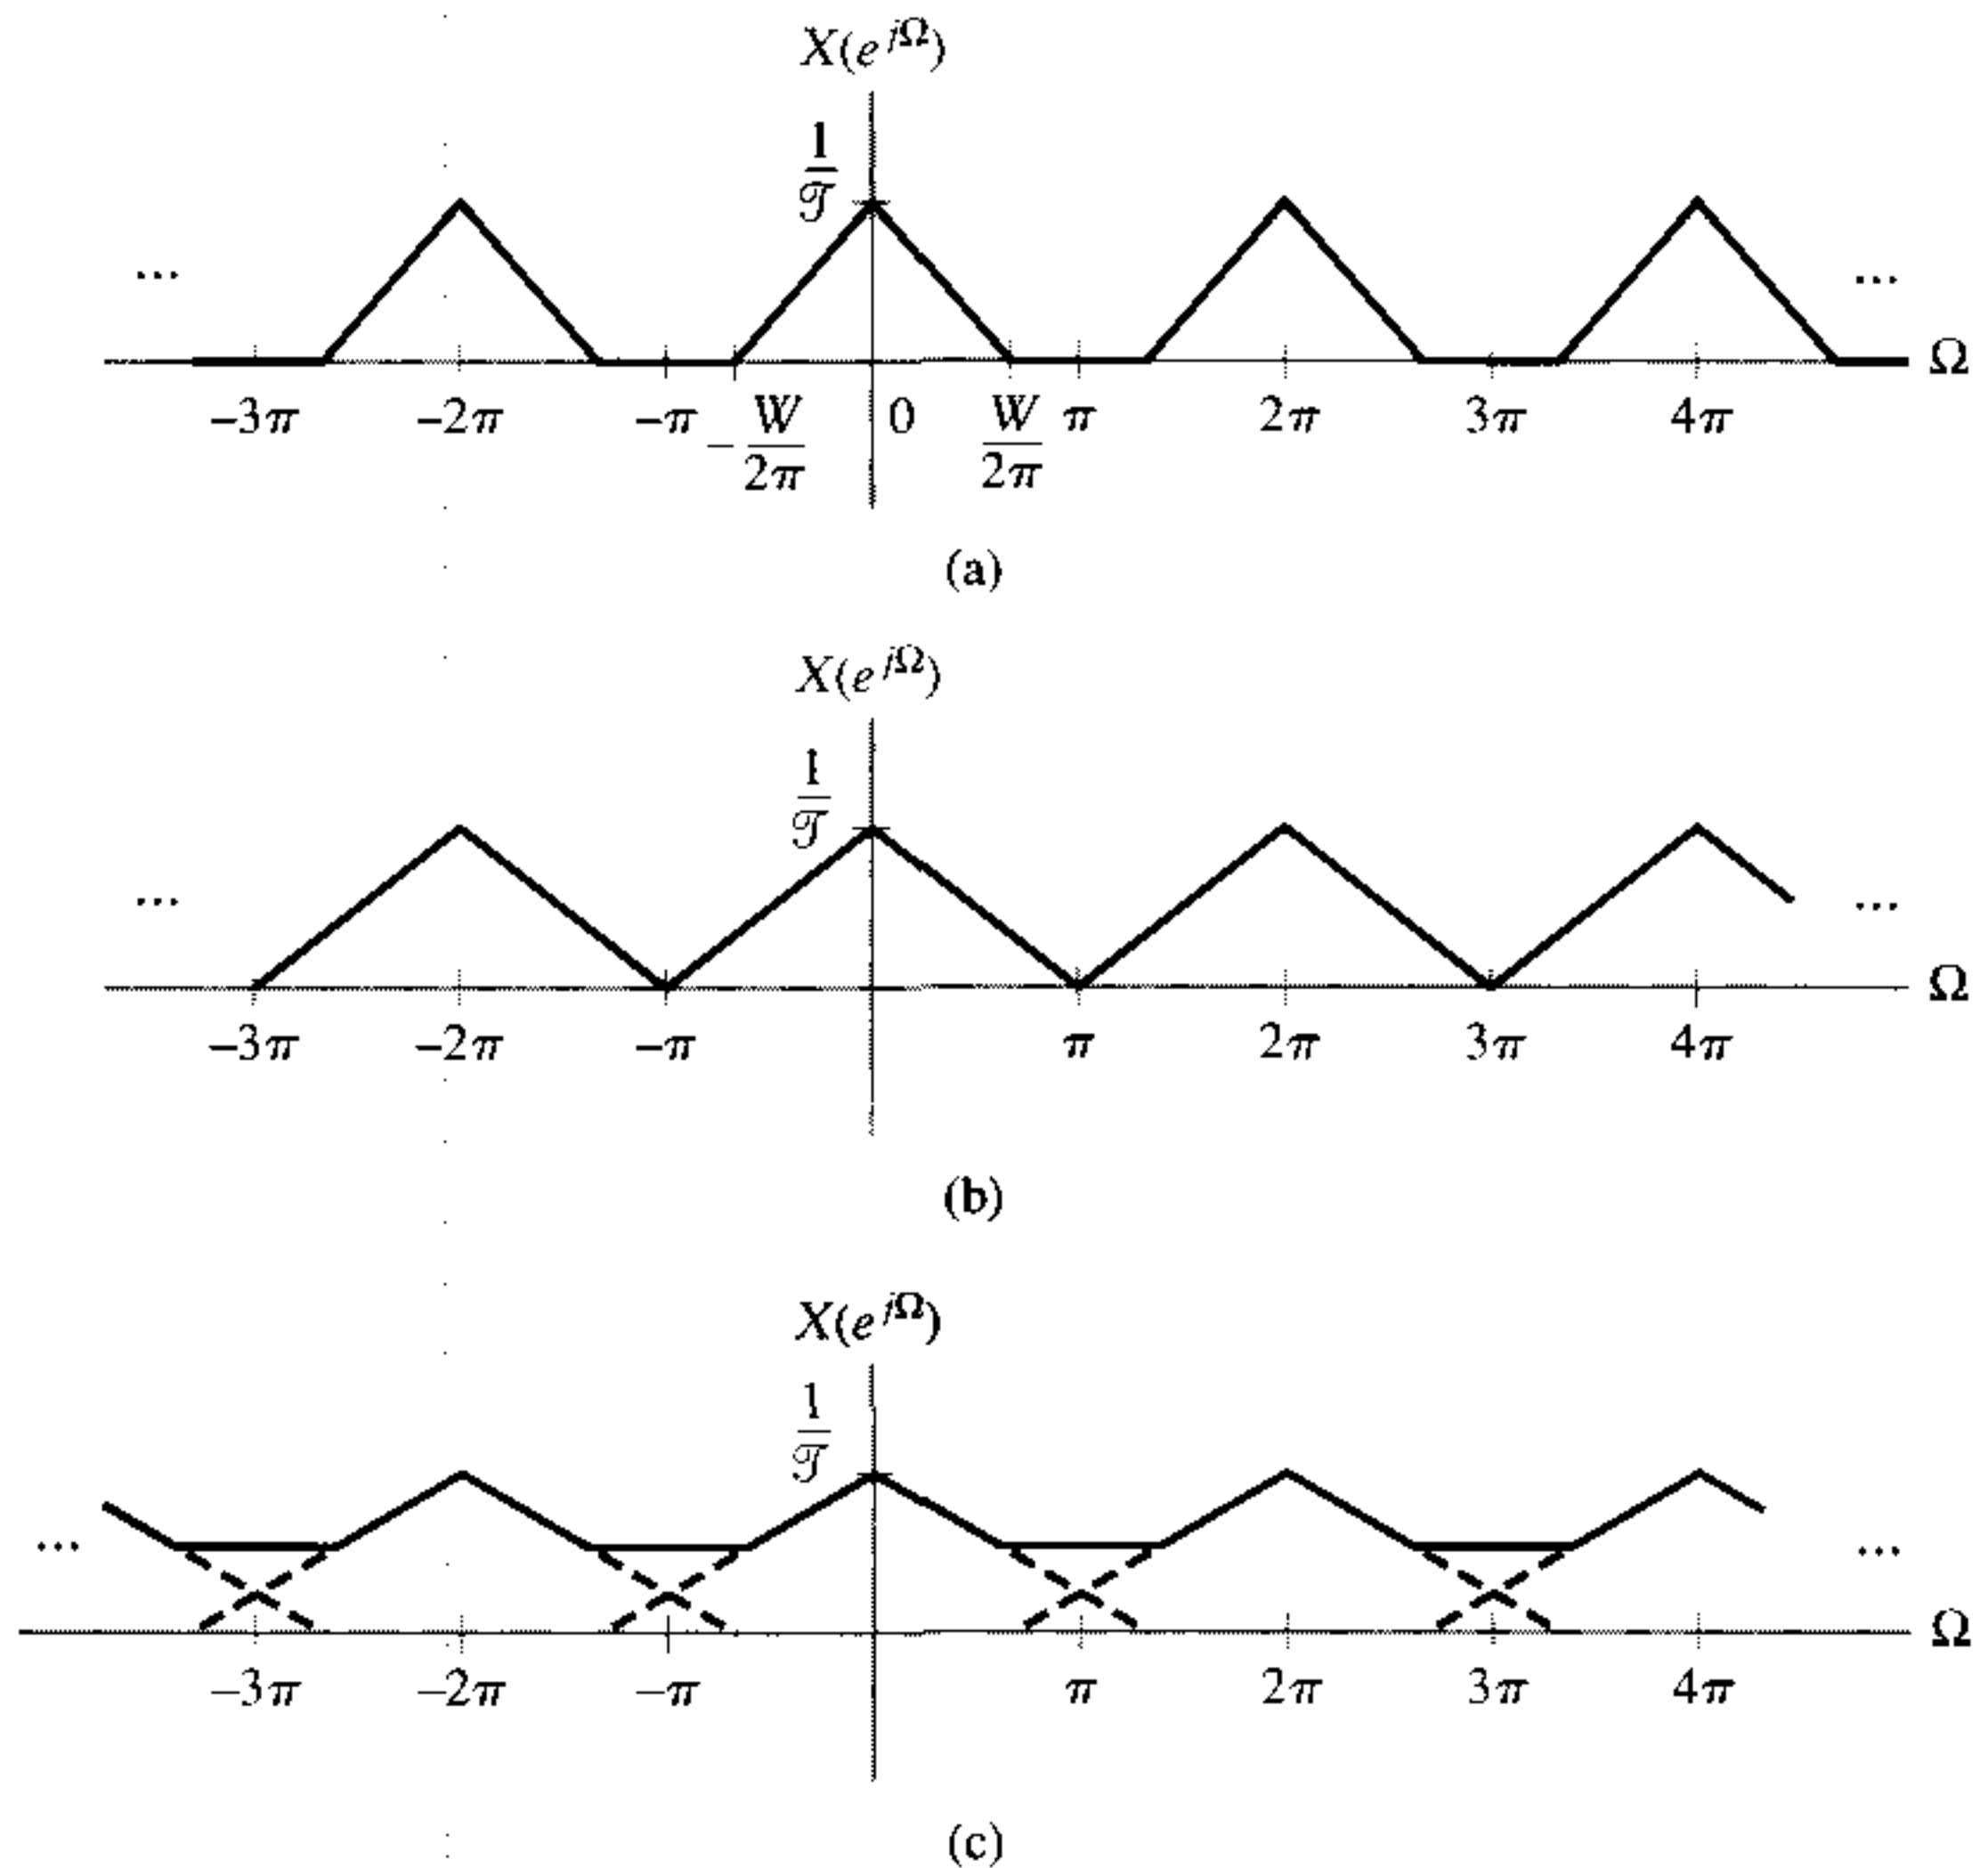 X(e^{jΩ})
1/𝒯
... ...
Ω
−3π −2π −π −W/2π 0 W/2π π 2π 3π 4π
(a)
X(e^{jΩ})
1/𝒯
... ...
Ω
−3π −2π −π π 2π 3π 4π
(b)
X(e^{jΩ})
1/𝒯
... ...
Ω
−3π −2π −π π 2π 3π 4π
(c)